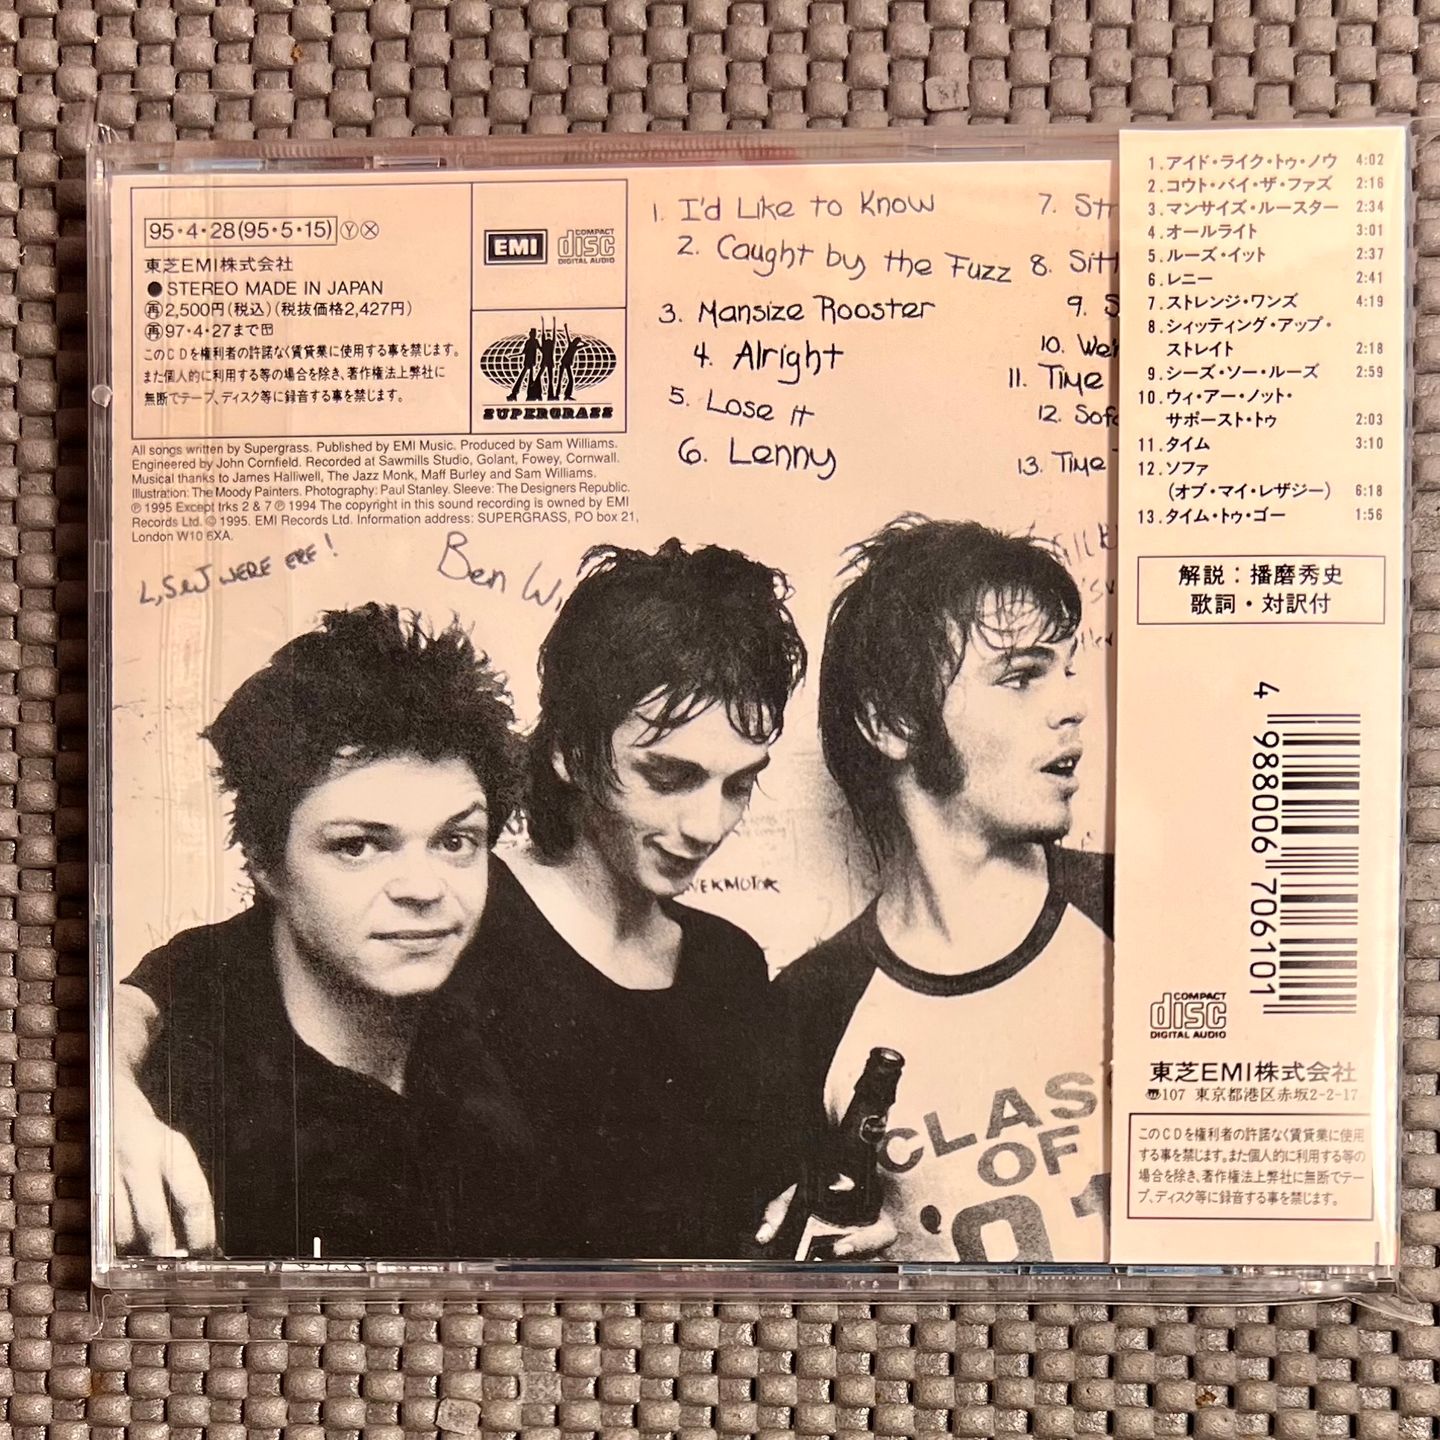 95・4・28(95・5・15)ⓎⓍ
東芝EMI株式会社
●STEREO MADE IN JAPAN
㊢2,500円(税込)(税抜価格2,427円)
97・4・27まで
このCDを権利者の許諾なく賃貸業に使用する事を禁じます。
また個人的に利用する等の場合を除き、著作権法上弊社に
無断でテープ、ディスク等に録音する事を禁じます。
EMI
COMPACT
disc
DIGITAL AUDIO
SUPERGRASS
All songs written by Supergrass. Published by EMI Music. Produced by Sam Williams.
Engineered by John Cornfield. Recorded at Sawmills Studio, Golant, Fowey, Cornwall.
Musical thanks to James Halliwell, The Jazz Monk, Maff Burley and Sam Williams.
Illustration: The Moody Painters. Photography: Paul Stanley. Sleeve: The Designers Republic.
℗ 1995 Except trks 2 & 7 ℗ 1994 The copyright in this sound recording is owned by EMI
Records Ltd. © 1995. EMI Records Ltd. Information address: SUPERGRASS, PO box 21,
London W10 6XA.
1. I'd Like to Know
2. Caught by the Fuzz
3. Mansize Rooster
4. Alright
5. Lose it
6. Lenny
7. Str
8. Sitt
9. S
10. We'r
11. Time
12. Sofa
13. Time
L, S & J WERE ERE!
Ben Wi
CLASS
OF
'01
1.アイド・ライク・トゥ・ノウ 4:02
2.コウト・バイ・ザ・ファズ 2:16
3.マンサイズ・ルースター 2:34
4.オールライト 3:01
5.ルーズ・イット 2:37
6.レニー 2:41
7.ストレンジ・ワンズ 4:19
8.シィッティング・アップ・
ストレイト 2:18
9.シーズ・ソー・ルーズ 2:59
10.ウィ・アー・ノット・
サポースト・トゥ 2:03
11.タイム 3:10
12.ソファ
(オブ・マイ・レザジー) 6:18
13.タイム・トゥ・ゴー 1:56
解説：播磨秀史
歌詞・対訳付
4 988006 706101
COMPACT
disc
DIGITAL AUDIO
東芝EMI株式会社
〒107 東京都港区赤坂2-2-17
このCDを権利者の許諾なく賃貸業に使用
する事を禁じます。また個人的に利用する等の
場合を除き、著作権法上弊社に無断でテー
プ、ディスク等に録音する事を禁じます。